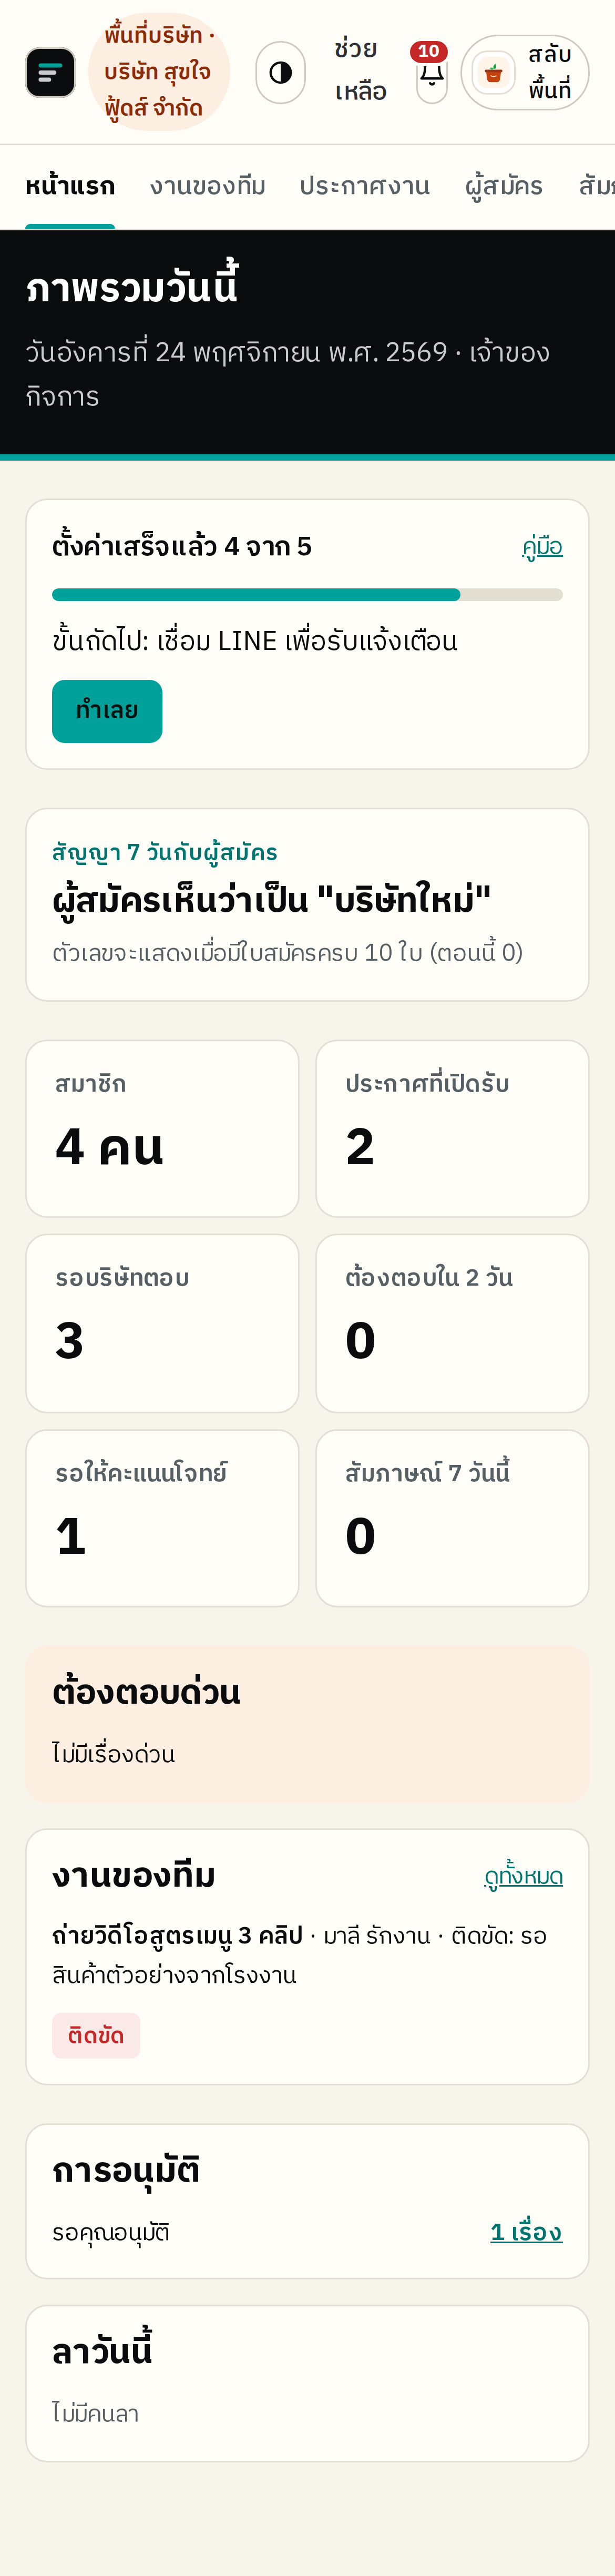 พื้นที่บริษัท ·
บริษัท สุขใจ
ฟู้ดส์ จำกัด
ช่วย
เหลือ
10
สลับ
พื้นที่
หน้าแรก งานของทีม ประกาศงาน ผู้สมัคร
ภาพรวมวันนี้
วันอังคารที่ 24 พฤศจิกายน พ.ศ. 2569 · เจ้าของ
กิจการ
ตั้งค่าเสร็จแล้ว 4 จาก 5 คู่มือ
ขั้นถัดไป: เชื่อม LINE เพื่อรับแจ้งเตือน
ทำเลย
สัญญา 7 วันกับผู้สมัคร
ผู้สมัครเห็นว่าเป็น "บริษัทใหม่"
ตัวเลขจะแสดงเมื่อมีใบสมัครครบ 10 ใบ (ตอนนี้ 0)
สมาชิก
4 คน
ประกาศที่เปิดรับ
2
รอบริษัทตอบ
3
ต้องตอบใน 2 วัน
0
รอให้คะแนนโจทย์
1
สัมภาษณ์ 7 วันนี้
0
ต้องตอบด่วน
ไม่มีเรื่องด่วน
งานของทีม ดูทั้งหมด
ถ่ายวิดีโอสูตรเมนู 3 คลิป · มาลี รักงาน · ติดขัด: รอ
สินค้าตัวอย่างจากโรงงาน
ติดขัด
การอนุมัติ
รอคุณอนุมัติ 1 เรื่อง
ลาวันนี้
ไม่มีคนลา